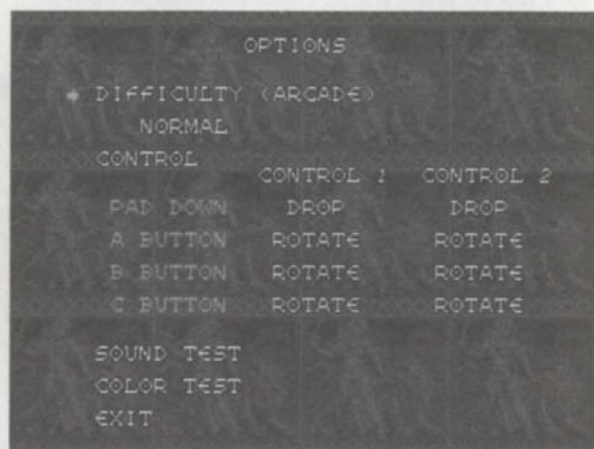 OPTIONS
DIFFICULTY (ARCADE)
NORMAL
CONTROL
CONTROL 1 CONTROL 2
PAD DOWN DROP DROP
A BUTTON ROTATE ROTATE
B BUTTON ROTATE ROTATE
C BUTTON ROTATE ROTATE
SOUND TEST
COLOR TEST
EXIT